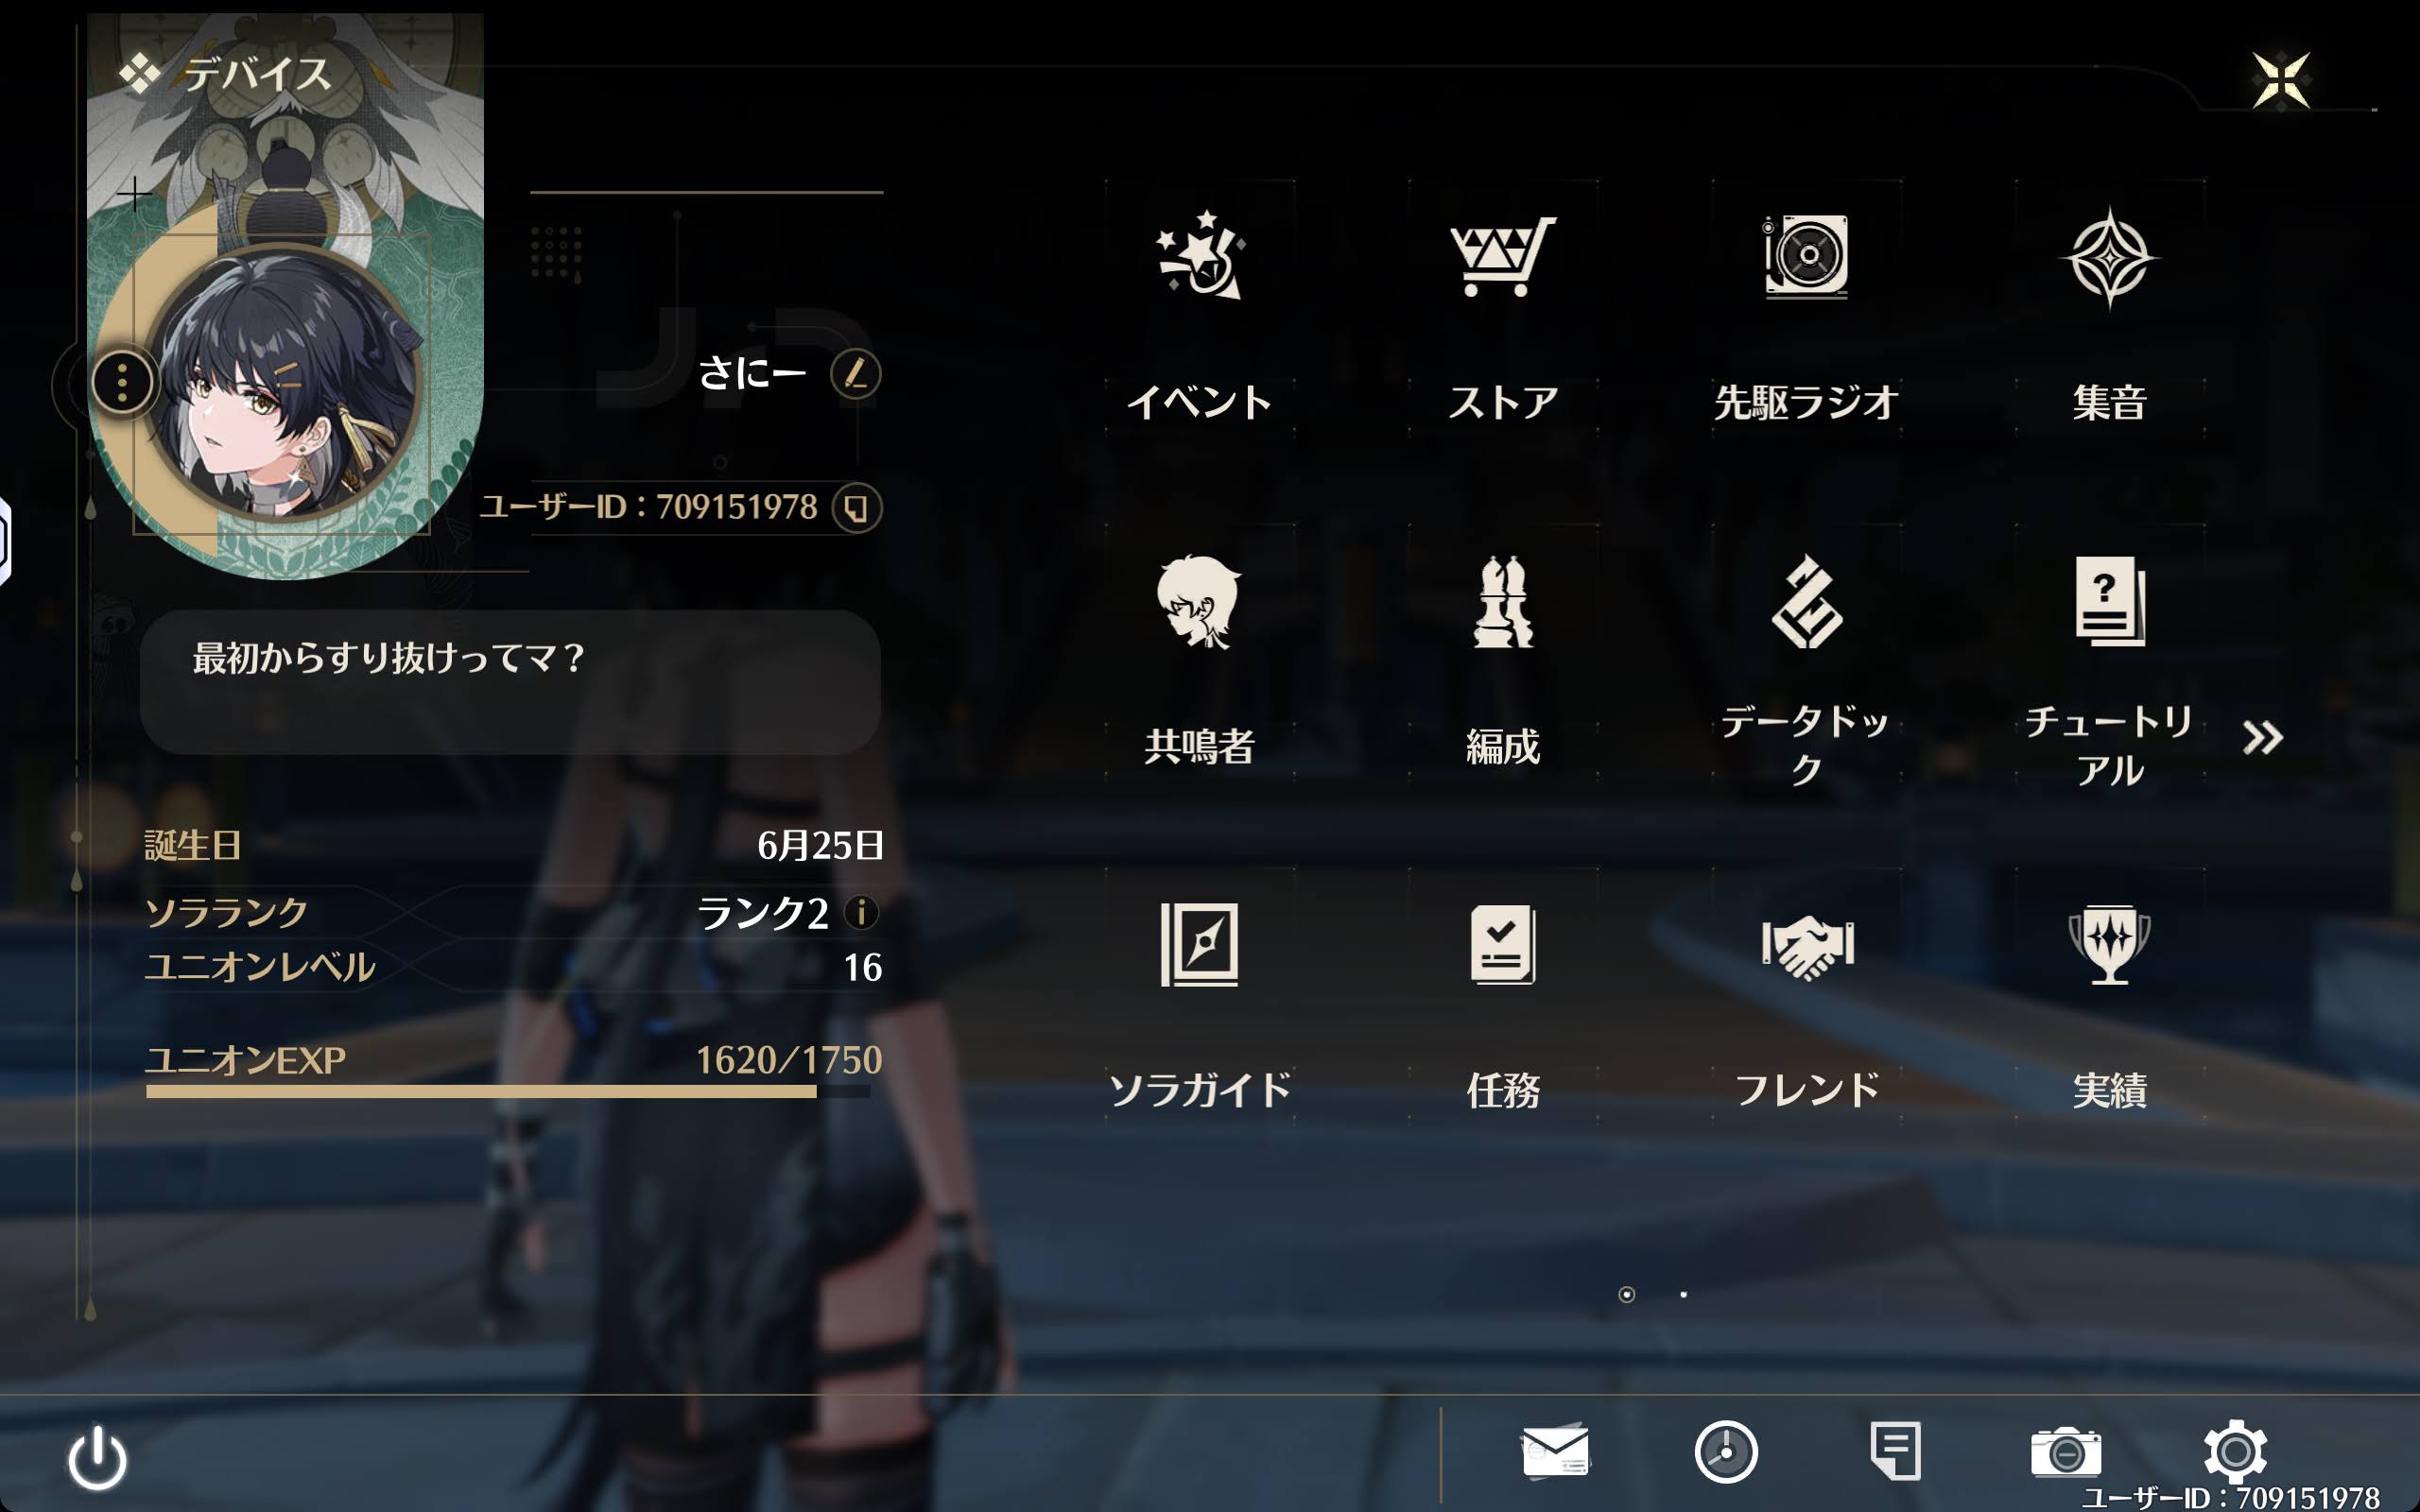 デバイス
さにー
ユーザーID：709151978
最初からすり抜けってマ？
誕生日 6月25日
ソラランク ランク2
ユニオンレベル 16
ユニオンEXP 1620/1750
イベント ストア 先駆ラジオ 集音
共鳴者 編成 データドッ
ク チュートリ
アル
ソラガイド 任務 フレンド 実績
ユーザーID：709151978